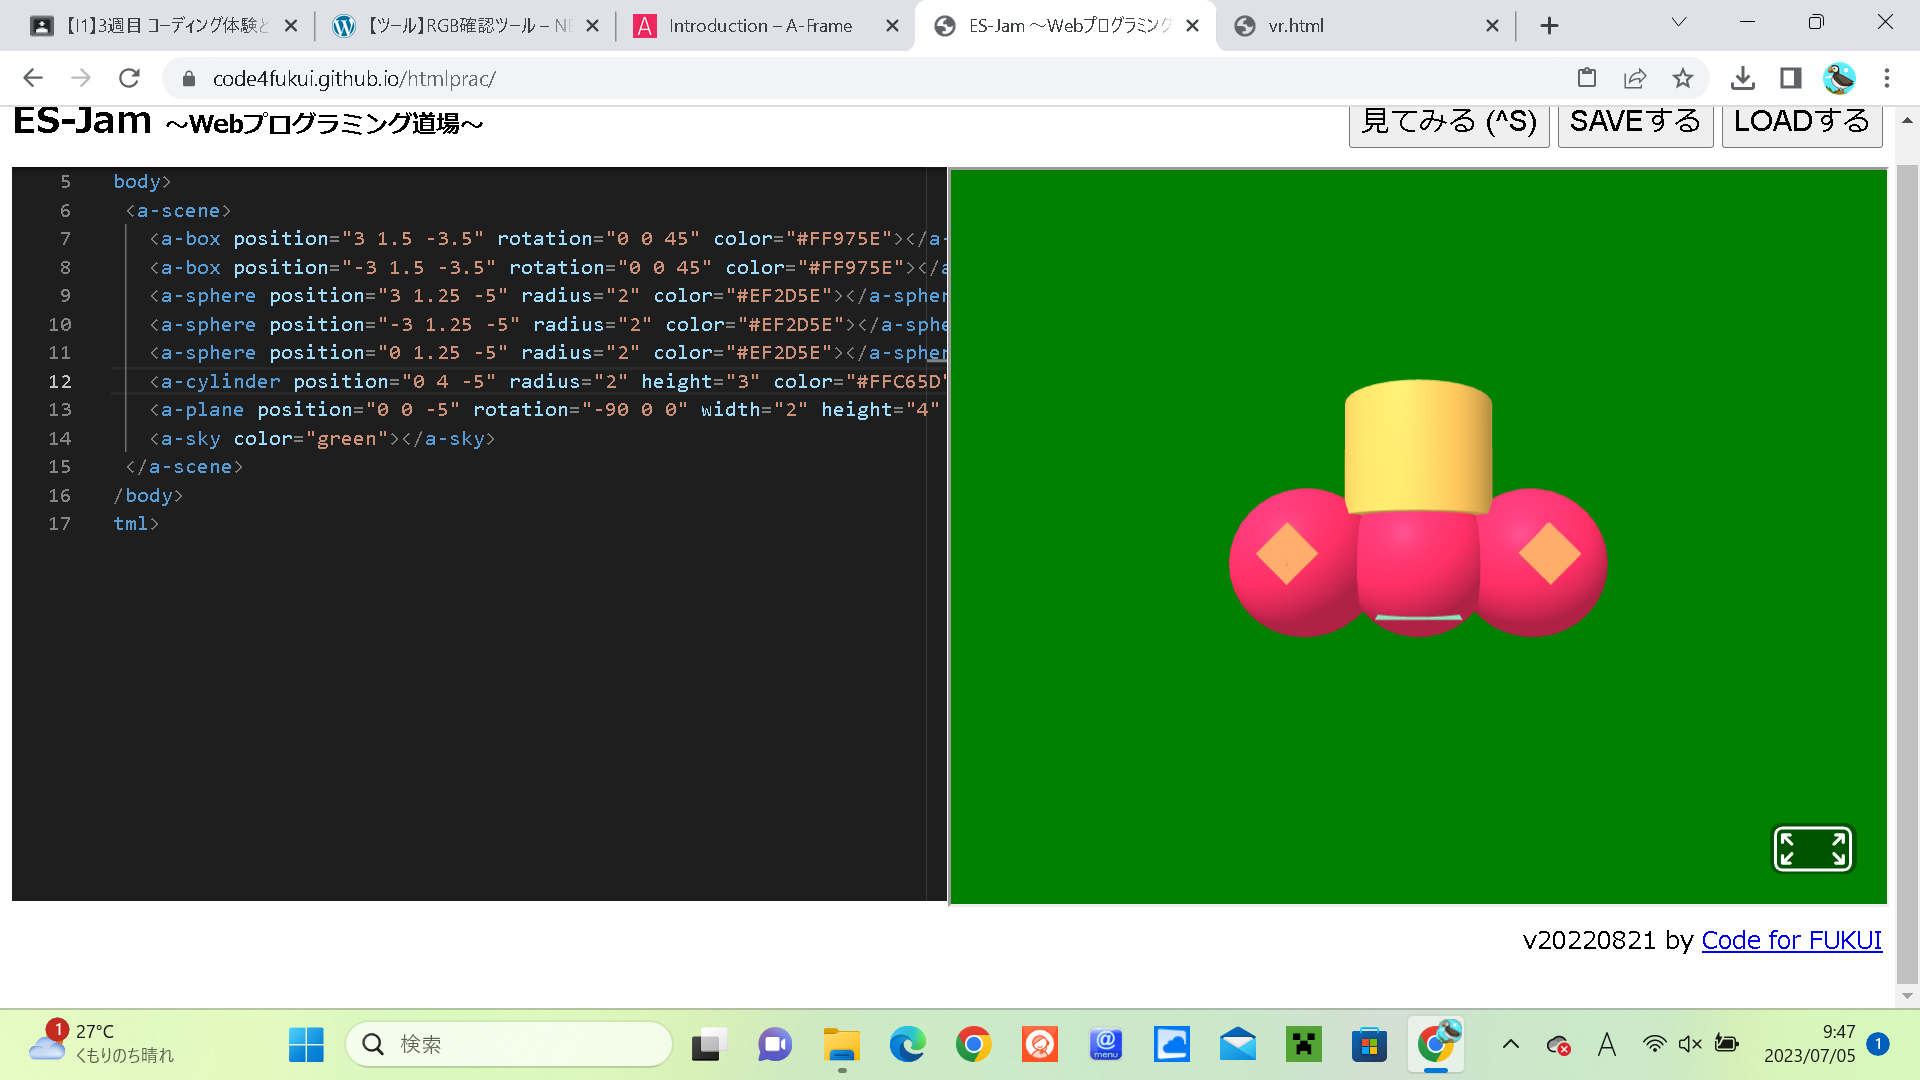 【I1】3週目 コーディング体験と
【ツール】RGB確認ツール – NE
A
Introduction – A-Frame
ES-Jam ～Webプログラミング
vr.html
code4fukui.github.io/htmlprac/
ES-Jam ～Webプログラミング道場～
見てみる (^S)
SAVEする
LOADする
5 body>
6 <a-scene>
7 <a-box position="3 1.5 -3.5" rotation="0 0 45" color="#FF975E"></a-
8 <a-box position="-3 1.5 -3.5" rotation="0 0 45" color="#FF975E"></a
9 <a-sphere position="3 1.25 -5" radius="2" color="#EF2D5E"></a-spher
10 <a-sphere position="-3 1.25 -5" radius="2" color="#EF2D5E"></a-sphe
11 <a-sphere position="0 1.25 -5" radius="2" color="#EF2D5E"></a-spher
12 <a-cylinder position="0 4 -5" radius="2" height="3" color="#FFC65D"
13 <a-plane position="0 0 -5" rotation="-90 0 0" width="2" height="4"
14 <a-sky color="green"></a-sky>
15 </a-scene>
16 /body>
17 tml>
v20220821 by Code for FUKUI
1
27°C
くもりのち晴れ
検索
@
menu
A
9:47
2023/07/05
1